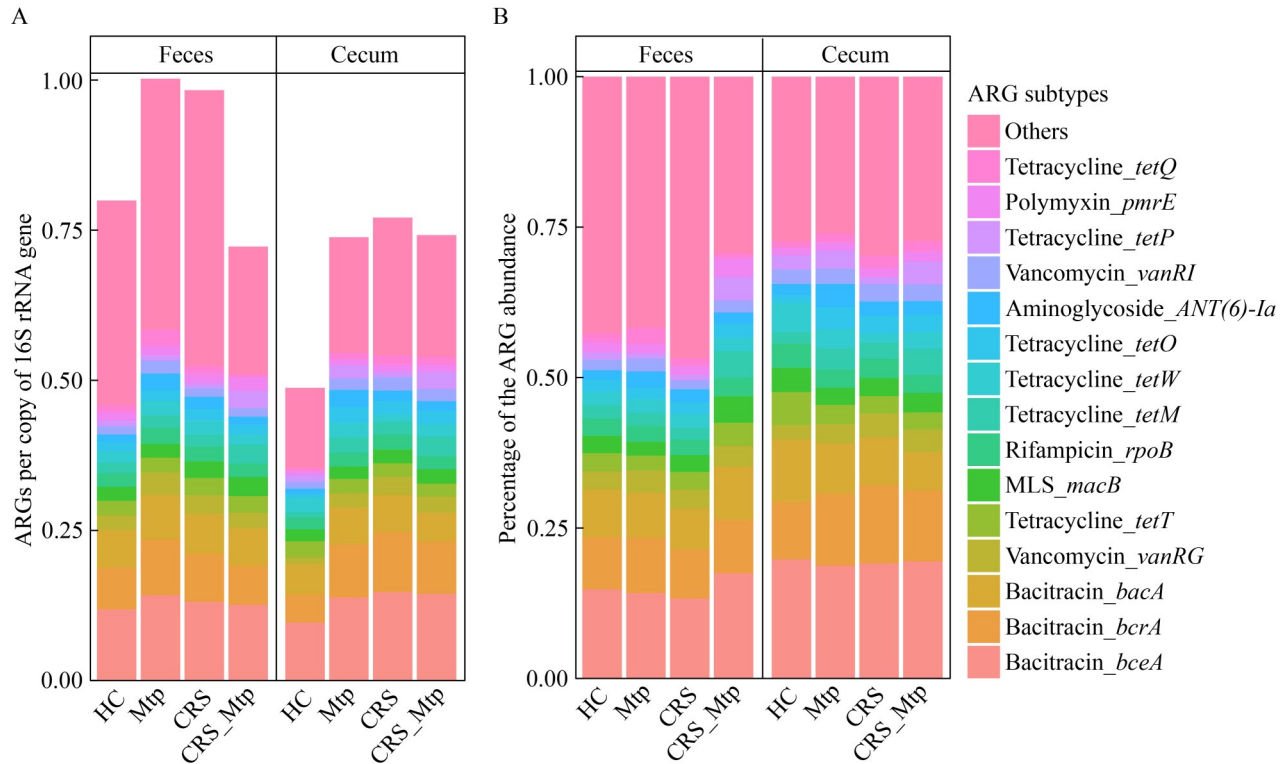 A
B
Feces
Cecum
Feces
Cecum
ARGs per copy of 16S rRNA gene
1.00
0.75
0.50
0.25
0.00
HC
Mtp
CRS
CRS_Mtp
HC
Mtp
CRS
CRS_Mtp
Percentage of the ARG abundance
1.00
0.75
0.50
0.25
0.00
HC
Mtp
CRS
CRS_Mtp
HC
Mtp
CRS
CRS_Mtp
ARG subtypes
Others
Tetracycline_tetQ
Polymyxin_pmrE
Tetracycline_tetP
Vancomycin_vanRI
Aminoglycoside_ANT(6)-Ia
Tetracycline_tetO
Tetracycline_tetW
Tetracycline_tetM
Rifampicin_rpoB
MLS_macB
Tetracycline_tetT
Vancomycin_vanRG
Bacitracin_bacA
Bacitracin_bcrA
Bacitracin_bceA